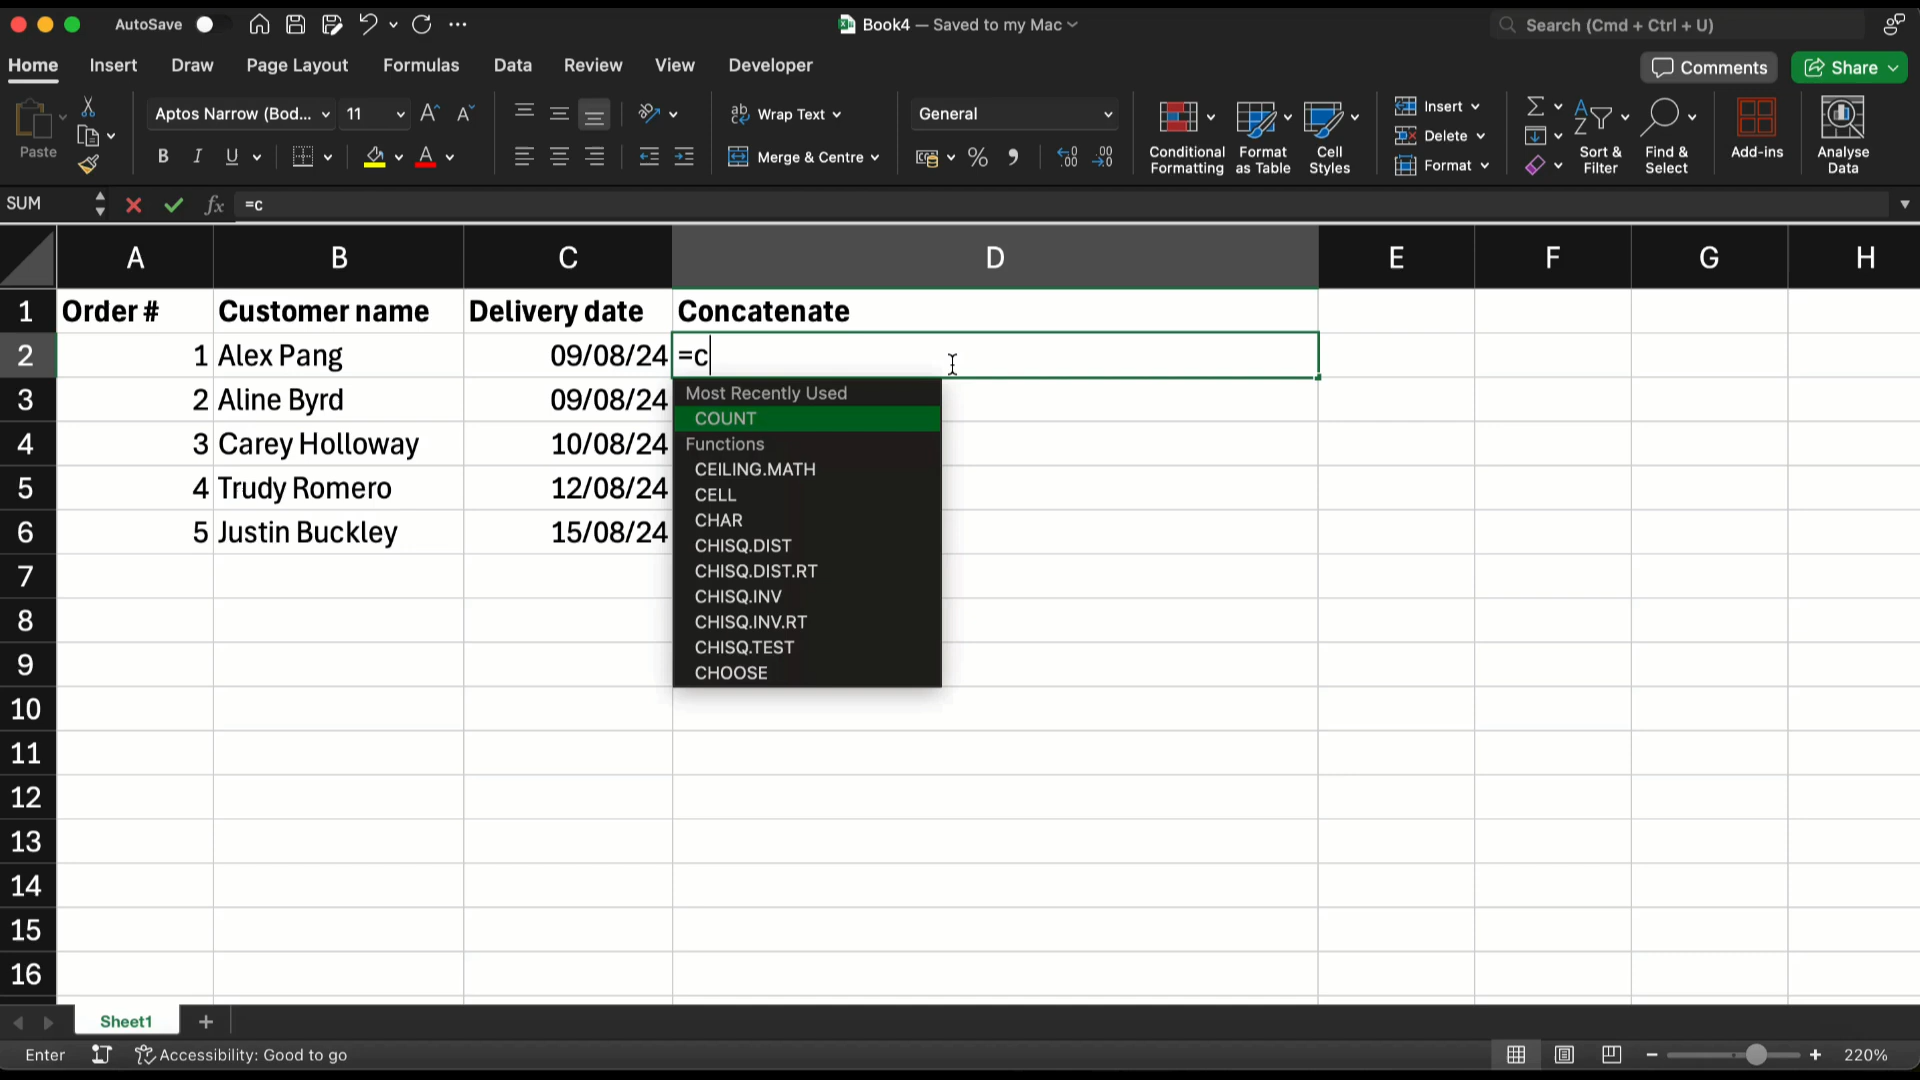 AutoSave
Book4 — Saved to my Mac
Search (Cmd + Ctrl + U)
Home Insert Draw Page Layout Formulas Data Review View Developer
Comments Share
Paste
Aptos Narrow (Bod... 11 A A
B I U A
ab Wrap Text
Merge & Centre
General
% .00 .00
Conditional Formatting
Format as Table
Cell Styles
Insert
Delete
Format
Sort & Filter
Find & Select
Add-ins
Analyse Data
SUM fx =c
A B C D E F G H
1 Order # Customer name Delivery date Concatenate
2 1 Alex Pang 09/08/24 =c
3 2 Aline Byrd 09/08/24
4 3 Carey Holloway 10/08/24
5 4 Trudy Romero 12/08/24
6 5 Justin Buckley 15/08/24
Most Recently Used
COUNT
Functions
CEILING.MATH
CELL
CHAR
CHISQ.DIST
CHISQ.DIST.RT
CHISQ.INV
CHISQ.INV.RT
CHISQ.TEST
CHOOSE
7
8
9
10
11
12
13
14
15
16
Sheet1 +
Enter Accessibility: Good to go
− + 220%